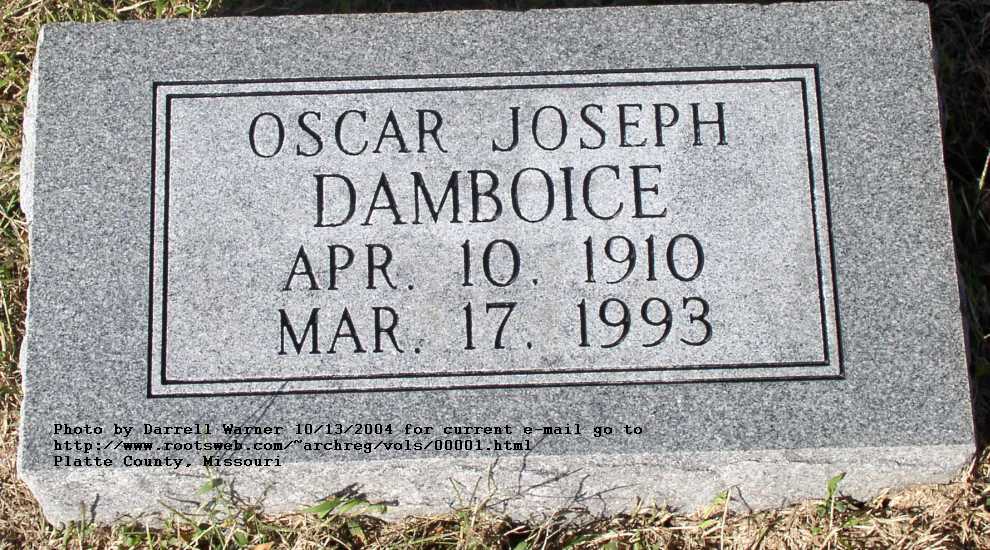 OSCAR JOSEPH
DAMBOICE
APR. 10. 1910
MAR. 17. 1993
Photo by Darrell Warner 10/13/2004 for current e-mail go to
http://www.rootsweb.com/~archreg/vols/00001.html
Platte County, Missouri